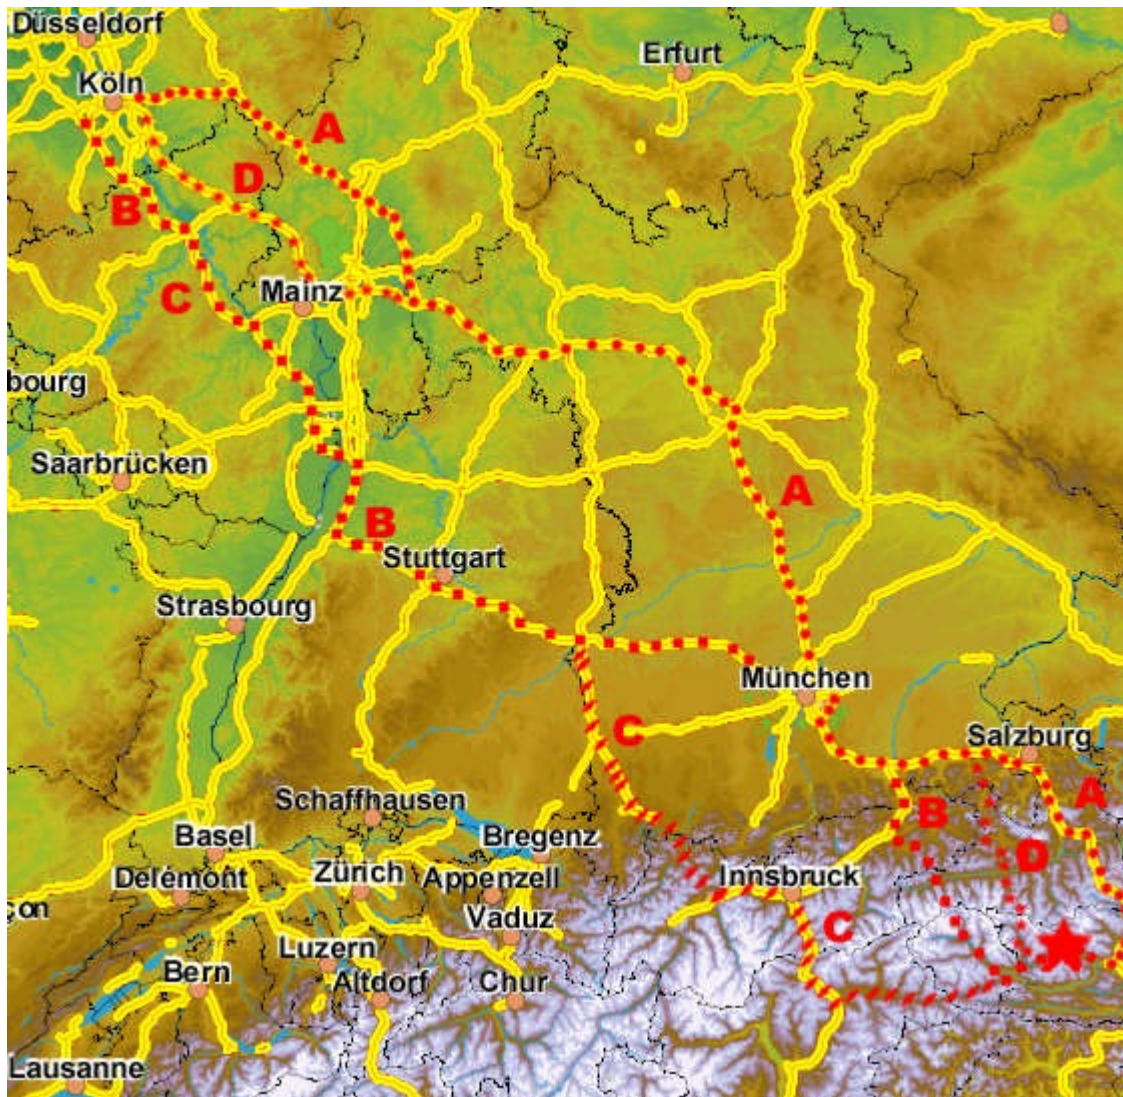 Düsseldorf
Erfurt
Köln
A
D
B
Mainz
C
bourg
Saarbrücken
A
B
Stuttgart
Strasbourg
München
C
Salzburg
Schaffhausen
A
B
Basel
Bregenz
D
Delémont
Zürich
Appenzell
Innsbruck
çon
Vaduz
C
Luzern
Bern
Altdorf
Chur
Lausanne